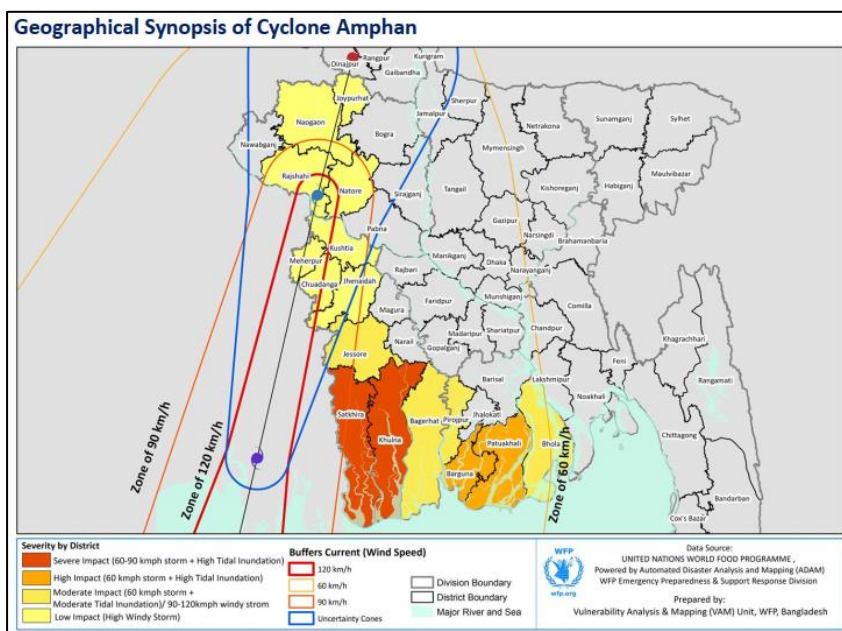 Geographical Synopsis of Cyclone Amphan
Dinajpur
Rangpur
Kurigram
Gaibandha
Joypurhat
Sherpur
Jamalpur
Naogaon
Bogra
Netrakona
Sunamganj
Sylhet
Nawabganj
Mymensingh
Rajshahi
Natore
Sirajganj
Tangail
Kishoreganj
Habiganj
Maulvibazar
Pabna
Gazipur
Narsingdi
Brahamanbaria
Kushtia
Meherpur
Manikganj
Dhaka
Narayanganj
Chuadanga
Jhenaidah
Rajbari
Magura
Faridpur
Munshiganj
Comilla
Khagrachhari
Jessore
Narail
Madaripur
Shariatpur
Gopalganj
Chandpur
Feni
Rangamati
Satkhira
Khulna
Bagerhat
Pirojpur
Barisal
Jhalokati
Lakshmipur
Noakhali
Patuakhali
Bhola
Barguna
Chittagong
Bandarban
Cox's Bazar
Zone of 90 km/h
Zone of 120 km/h
Zone of 60 km/h
Severity by District
Severe Impact (60-90 kmph storm + High Tidal Inundation)
High Impact (60 kmph storm + High Tidal Inundation)
Moderate Impact (60 kmph storm +
Moderate Tidal Inundation)/ 90-120kmph windy strom
Low Impact (High Windy Storm)
Buffers Current (Wind Speed)
120 km/h
60 km/h
90 km/h
Uncertainty Cones
Division Boundary
District Boundary
Major River and Sea
WFP
wfp.org
Data Source:
UNITED NATIONS WORLD FOOD PROGRAMME ,
Powered by Automated Disaster Analysis and Mapping (ADAM)
WFP Emergency Preparedness & Support Response Division
Prepared by:
Vulnerability Analysis & Mapping (VAM) Unit, WFP, Bangladesh